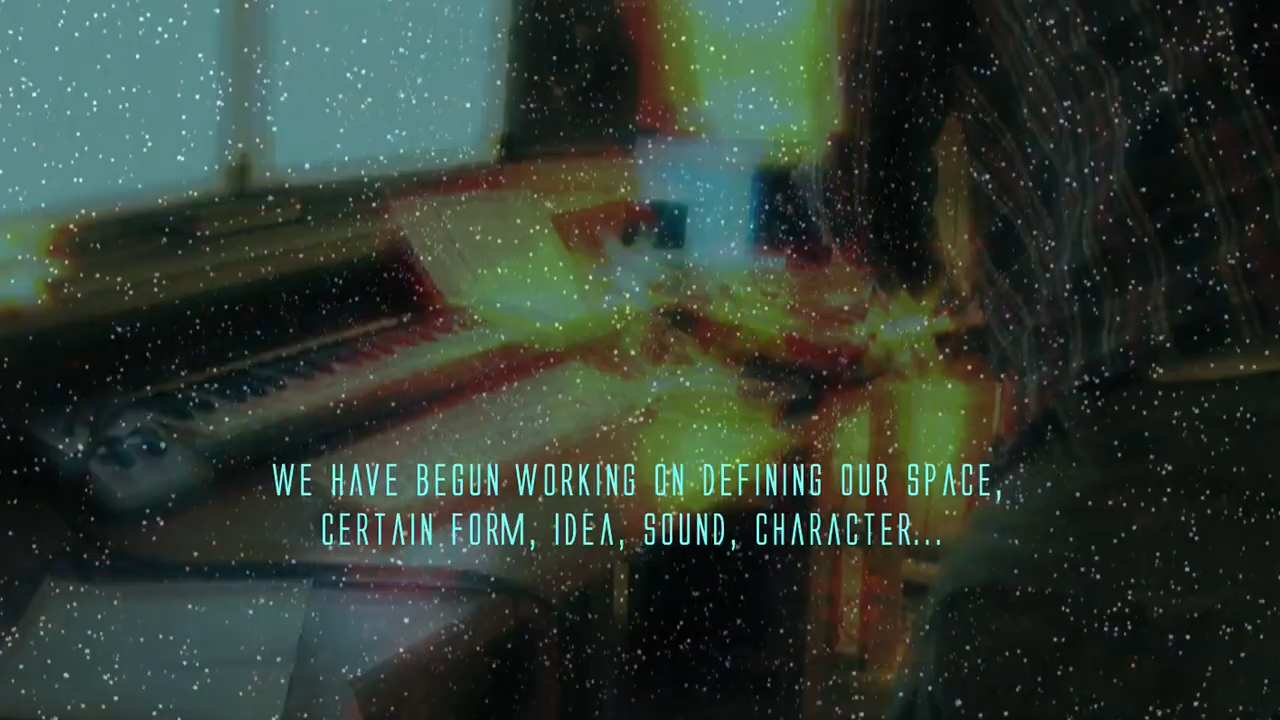 WE HAVE BEGUN WORKING ON DEFINING OUR SPACE,
CERTAIN FORM, IDEA, SOUND, CHARACTER...